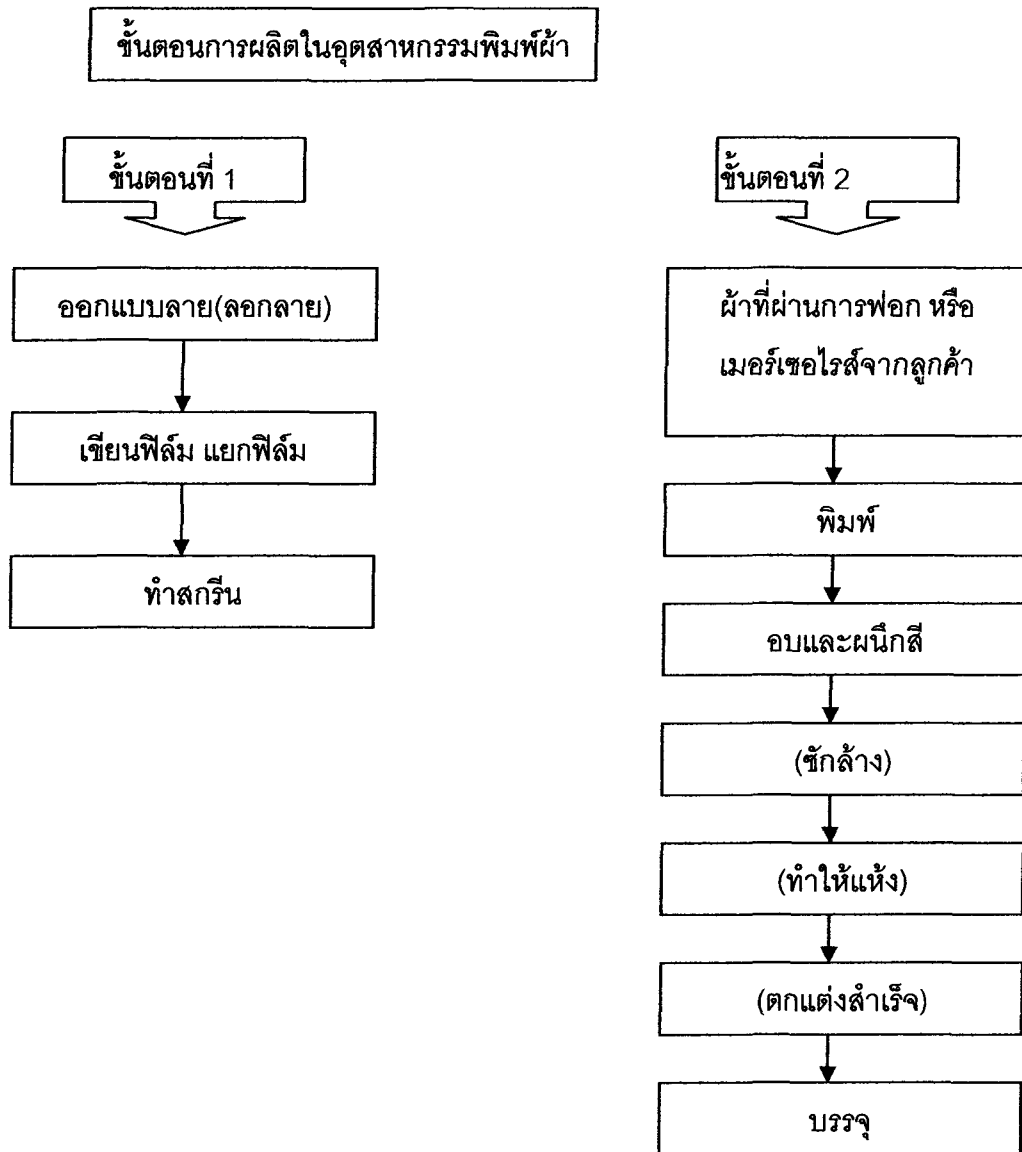 ขั้นตอนการผลิตในอุตสาหกรรมพิมพ์ผ้า
ขั้นตอนที่ 1
ออกแบบลาย(ลอกลาย)
เขียนฟิล์ม แยกฟิล์ม
ทำสกรีน
ขั้นตอนที่ 2
ผ้าที่ผ่านการฟอก หรือ
เมอร์เซอไรส์จากลูกค้า
พิมพ์
อบและผนึกสี
(ซักล้าง)
(ทำให้แห้ง)
(ตกแต่งสำเร็จ)
บรรจุ